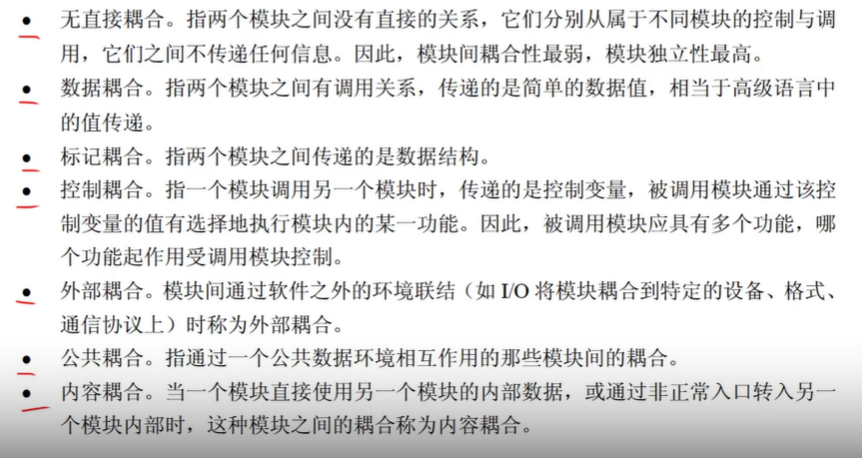 ● 无直接耦合。指两个模块之间没有直接的关系，它们分别从属于不同模块的控制与调
用，它们之间不传递任何信息。因此，模块间耦合性最弱，模块独立性最高。
● 数据耦合。指两个模块之间有调用关系，传递的是简单的数据值，相当于高级语言中
的值传递。
● 标记耦合。指两个模块之间传递的是数据结构。
● 控制耦合。指一个模块调用另一个模块时，传递的是控制变量，被调用模块通过该控
制变量的值有选择地执行模块内的某一功能。因此，被调用模块应具有多个功能，哪
个功能起作用受调用模块控制。
● 外部耦合。模块间通过软件之外的环境联结（如 I/O 将模块耦合到特定的设备、格式、
通信协议上）时称为外部耦合。
● 公共耦合。指通过一个公共数据环境相互作用的那些模块间的耦合。
● 内容耦合。当一个模块直接使用另一个模块的内部数据，或通过非正常入口转入另一
个模块内部时，这种模块之间的耦合称为内容耦合。